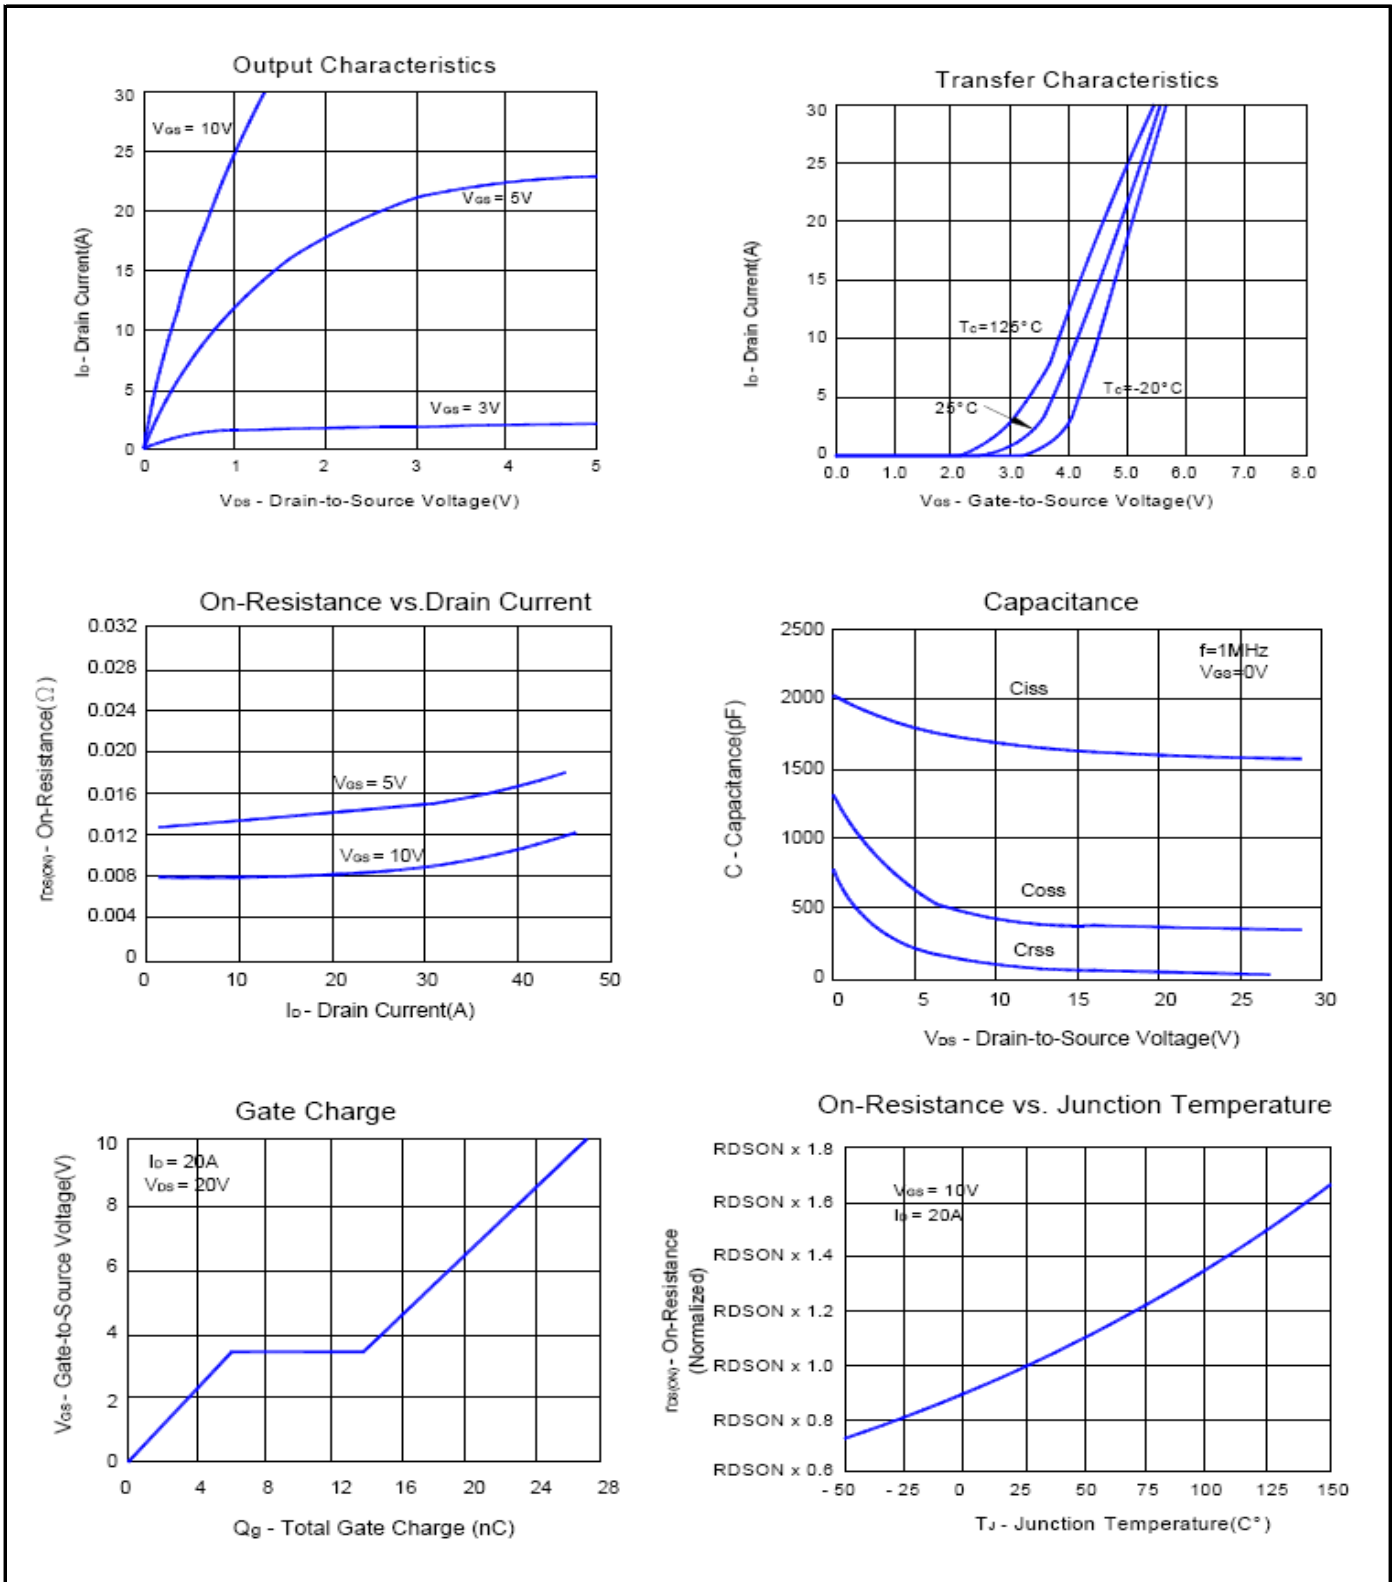 Output Characteristics
30
25
20
15
10
5
0
VGS = 10V
VGS = 5V
VGS = 3V
ID - Drain Current(A)
0 1 2 3 4 5
VDS - Drain-to-Source Voltage(V)
Transfer Characteristics
30
25
20
15
10
5
0
TC=125°C
TC=-20°C
25°C
ID - Drain Current(A)
0.0 1.0 2.0 3.0 4.0 5.0 6.0 7.0 8.0
VGS - Gate-to-Source Voltage(V)
On-Resistance vs.Drain Current
0.032
0.028
0.024
0.020
0.016
0.012
0.008
0.004
0
VGS = 5V
VGS = 10V
rDS(ON) - On-Resistance(Ω)
0 10 20 30 40 50
ID - Drain Current(A)
Capacitance
2500
2000
1500
1000
500
0
f=1MHz
VGS=0V
Ciss
Coss
Crss
C - Capacitance(pF)
0 5 10 15 20 25 30
VDS - Drain-to-Source Voltage(V)
Gate Charge
10
8
6
4
2
0
ID = 20A
VDS = 20V
VGS - Gate-to-Source Voltage(V)
0 4 8 12 16 20 24 28
Qg - Total Gate Charge (nC)
On-Resistance vs. Junction Temperature
RDSON x 1.8
RDSON x 1.6
RDSON x 1.4
RDSON x 1.2
RDSON x 1.0
RDSON x 0.8
RDSON x 0.6
VGS = 10V
ID = 20A
rDS(ON) - On-Resistance
(Normalized)
-50 -25 0 25 50 75 100 125 150
TJ - Junction Temperature(C°)